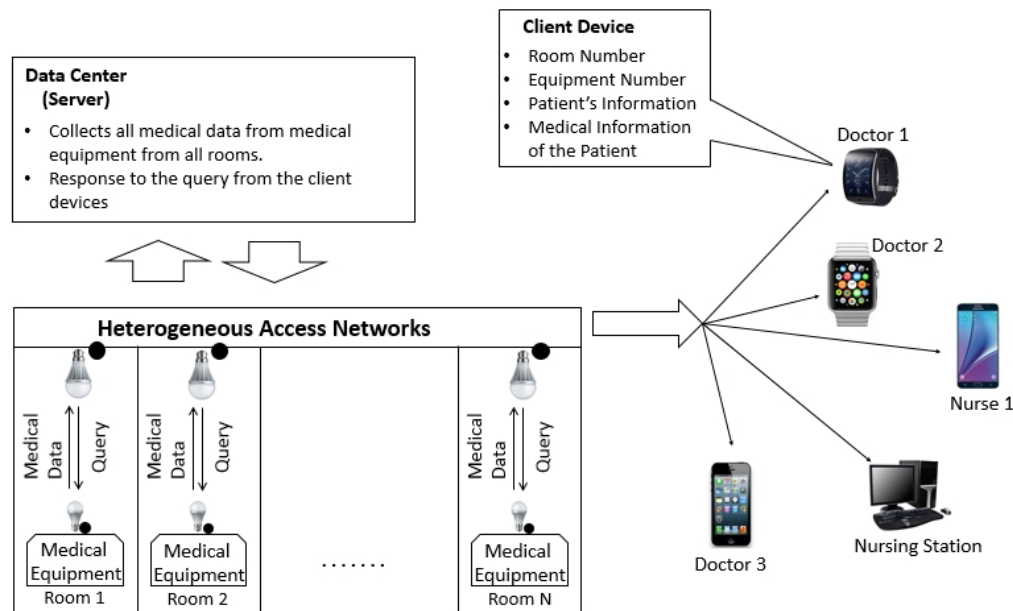 Data Center
(Server)
• Collects all medical data from medical
equipment from all rooms.
• Response to the query from the client
devices
Client Device
• Room Number
• Equipment Number
• Patient's Information
• Medical Information
of the Patient
Doctor 1
Doctor 2
Nurse 1
Nursing Station
Doctor 3
Heterogeneous Access Networks
Medical
Data
Query
Medical
Equipment
Room 1
Medical
Data
Query
Medical
Equipment
Room 2
.......
Medical
Data
Query
Medical
Equipment
Room N